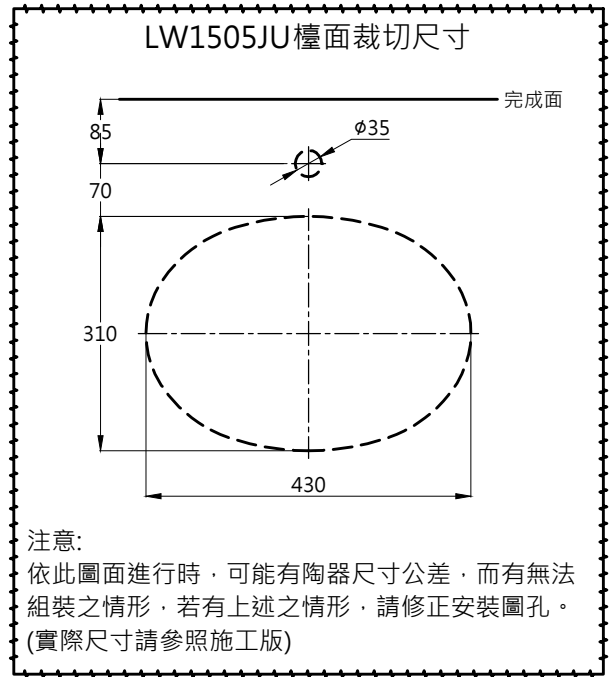 LW1505JU檯面裁切尺寸
完成面
85
ϕ35
70
310
430
注意:
依此圖面進行時，可能有陶器尺寸公差，而有無法
組裝之情形，若有上述之情形，請修正安裝圖孔。
(實際尺寸請參照施工版)